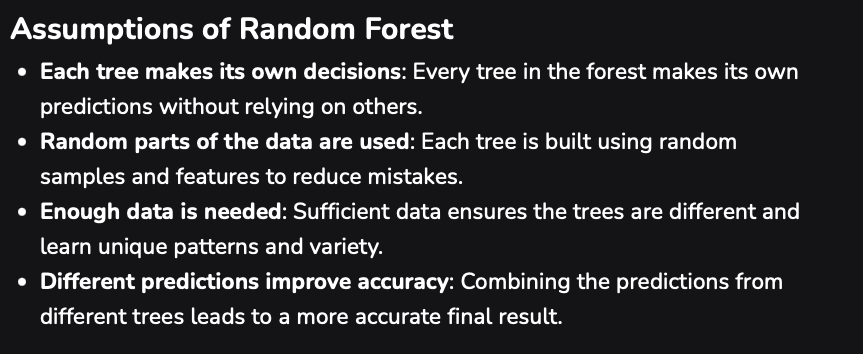 Assumptions of Random Forest
• Each tree makes its own decisions: Every tree in the forest makes its own
predictions without relying on others.
• Random parts of the data are used: Each tree is built using random
samples and features to reduce mistakes.
• Enough data is needed: Sufficient data ensures the trees are different and
learn unique patterns and variety.
• Different predictions improve accuracy: Combining the predictions from
different trees leads to a more accurate final result.